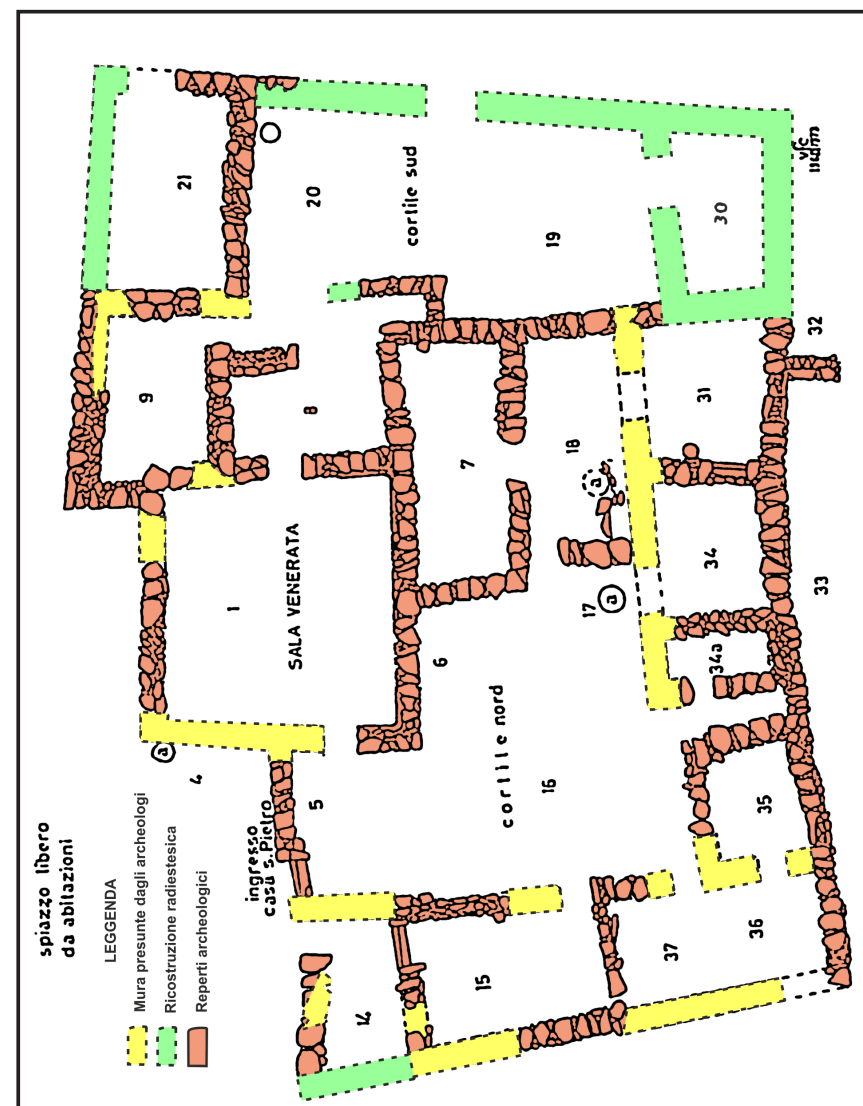 spiazzo libero
da abitazioni
LEGGENDA
Mura presunte dagli archeologi
Ricostruzione radiestesica
Reperti archeologici
ingresso
casa s.Pietro
SALA VENERATA
cortile nord
cortile sud
1
4
5
6
7
8
9
14
15
16
17
18
19
20
21
30
31
32
33
34
34a
35
36
37
a
a
a